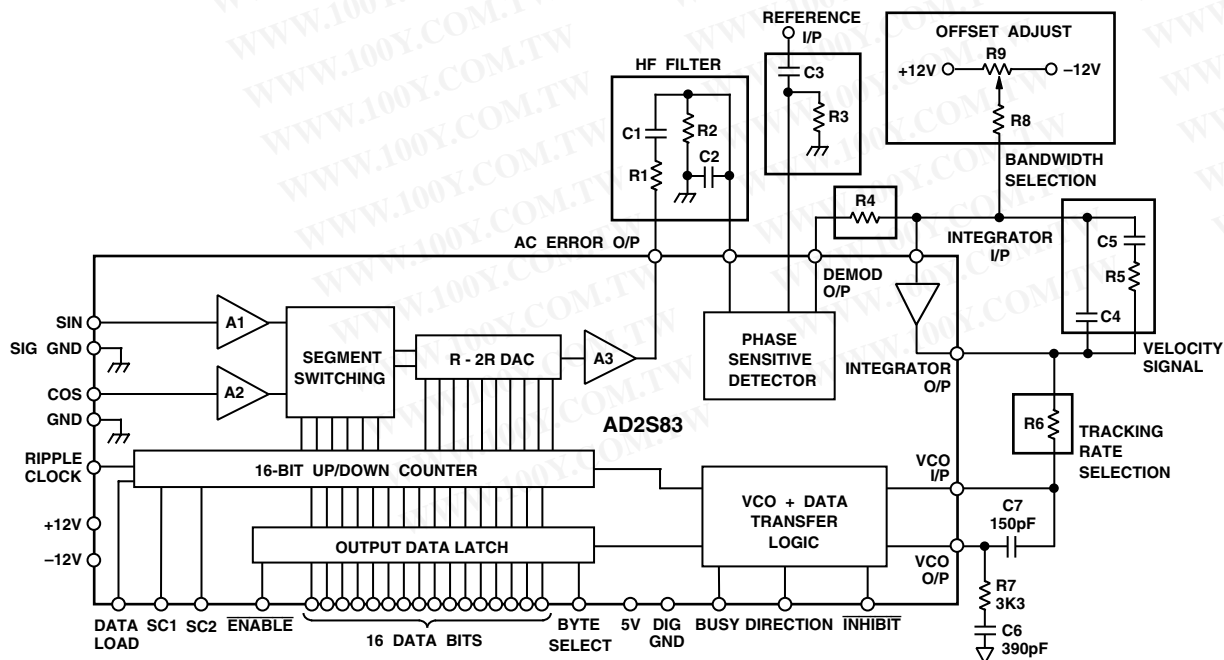 REFERENCE
I/P
OFFSET ADJUST
R9
+12V
–12V
R8
HF FILTER
C3
R3
C1
R2
C2
R1
BANDWIDTH
SELECTION
R4
AC ERROR O/P
DEMOD
O/P
INTEGRATOR
I/P
C5
R5
C4
SIN
A1
SIG GND
SEGMENT
SWITCHING
R - 2R DAC
A3
PHASE
SENSITIVE
DETECTOR
INTEGRATOR
O/P
VELOCITY
SIGNAL
COS
A2
GND
AD2S83
R6
TRACKING
RATE
SELECTION
RIPPLE
CLOCK
16-BIT UP/DOWN COUNTER
VCO
I/P
VCO + DATA
TRANSFER
LOGIC
C7
150pF
+12V
–12V
OUTPUT DATA LATCH
VCO
O/P
R7
3K3
C6
390pF
DATA
LOAD
SC1
SC2
ENABLE
16 DATA BITS
BYTE
SELECT
5V
DIG
GND
BUSY
DIRECTION
INHIBIT
WWW.100Y.COM.TW